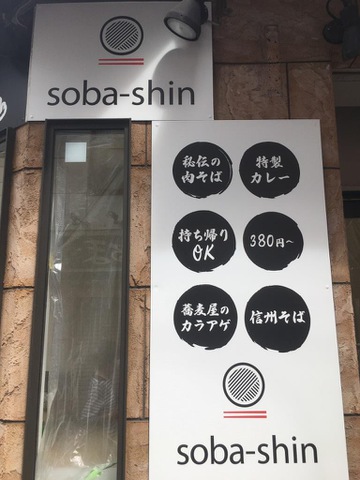 soba-shin
秘伝の
肉そば
特製
カレー
持ち帰り
OK
380円~
蕎麦屋の
カラアゲ
信州そば
soba-shin